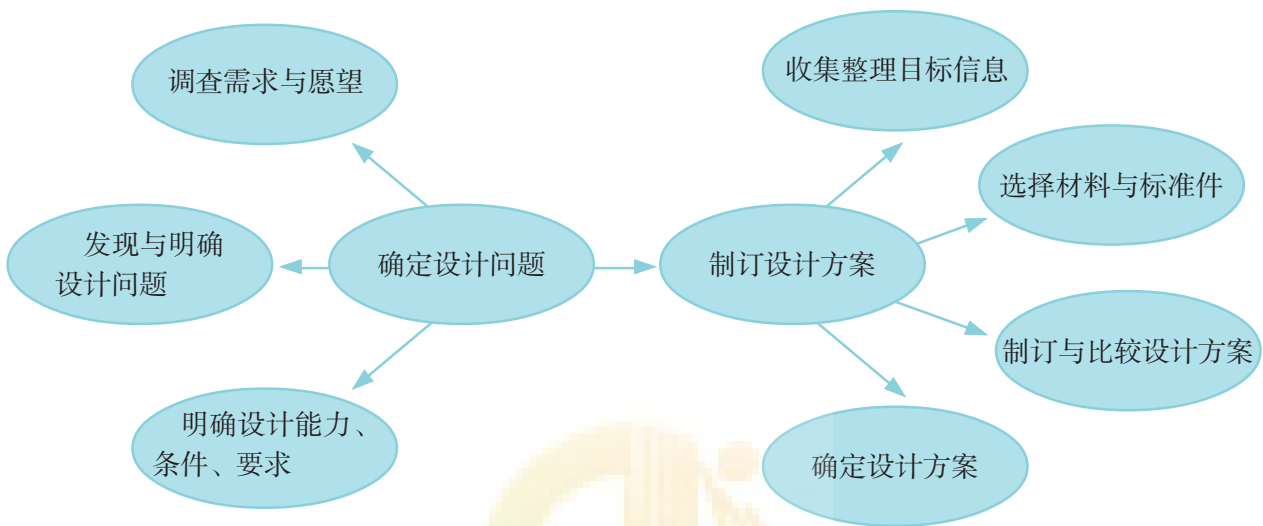 调查需求与愿望
发现与明确
设计问题
确定设计问题
明确设计能力、
条件、要求
收集整理目标信息
选择材料与标准件
制订设计方案
制订与比较设计方案
确定设计方案